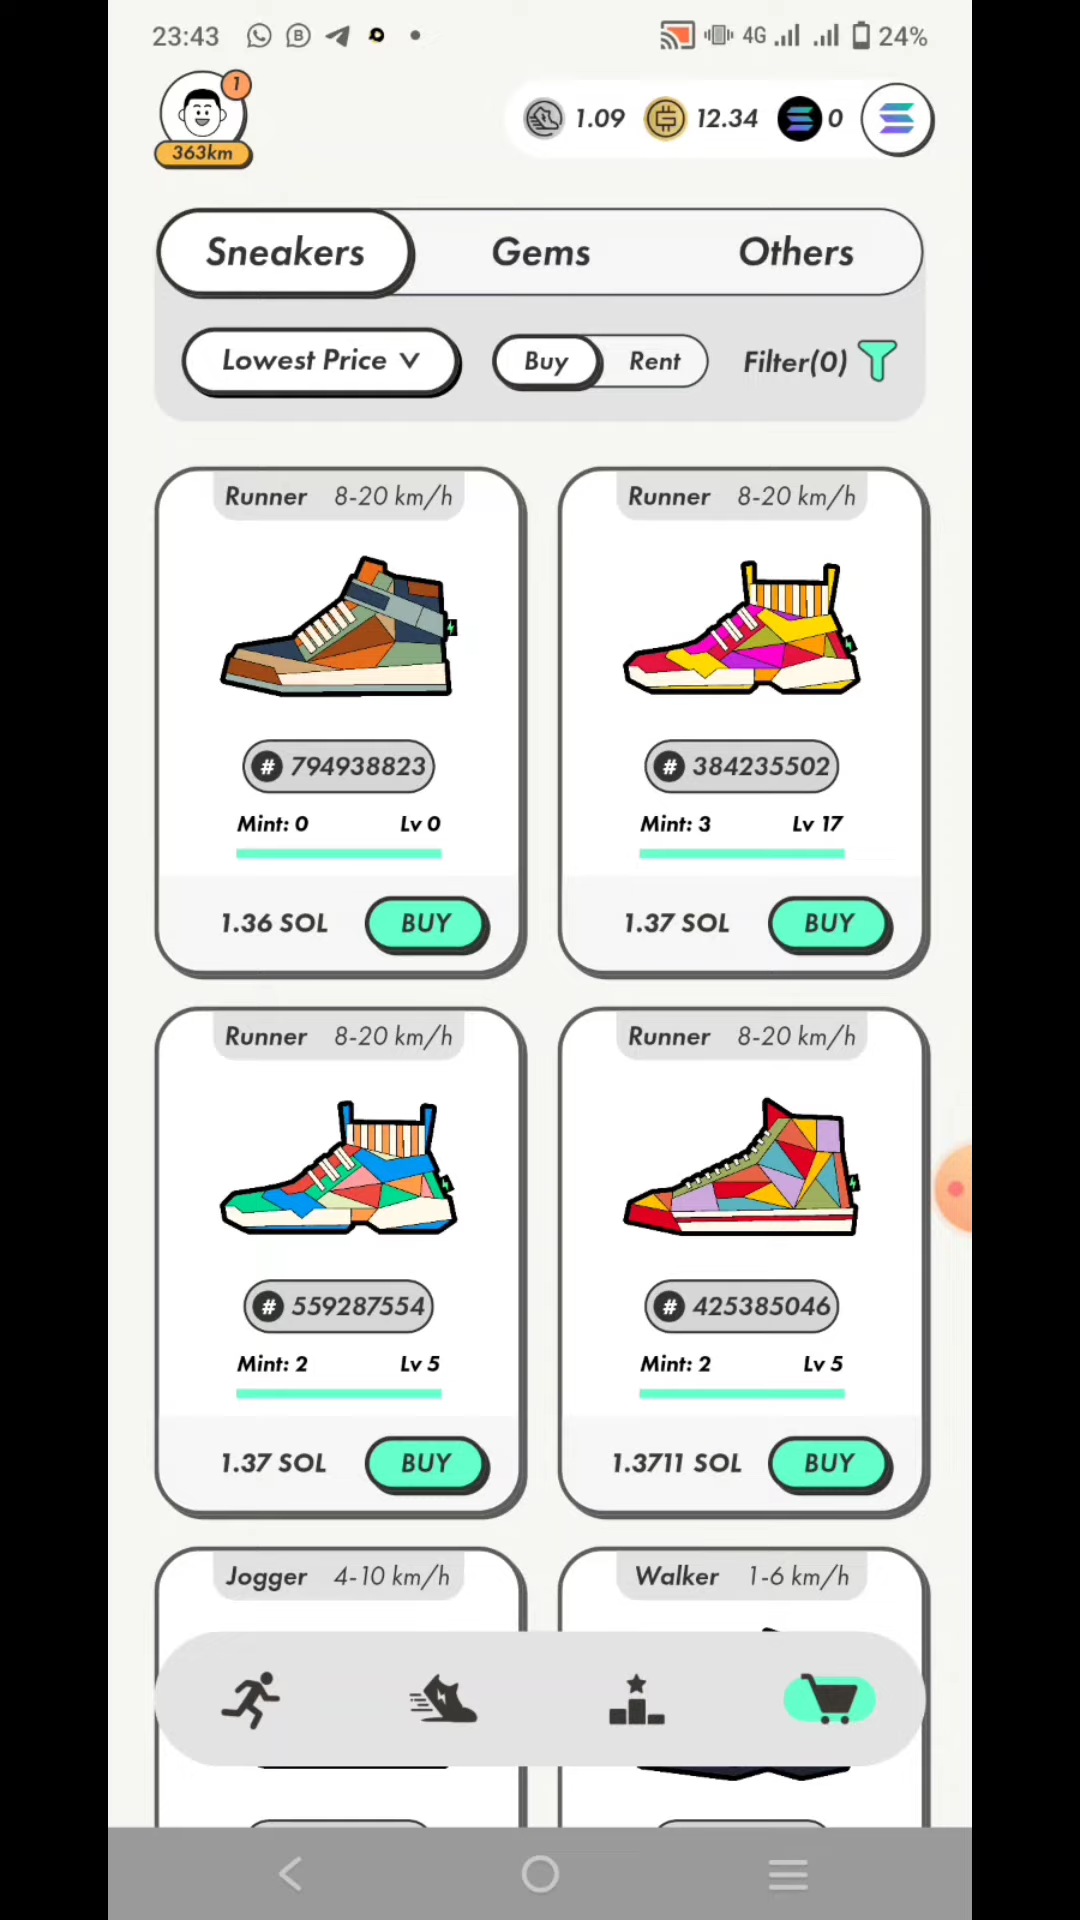 23:43 4G 24%
1
363km
1.09 12.34 0
Sneakers Gems Others
Lowest Price Buy Rent Filter(0)
Runner 8-20 km/h Runner 8-20 km/h
# 794938823 # 384235502
Mint: 0 Lv 0 Mint: 3 Lv 17
1.36 SOL BUY 1.37 SOL BUY
Runner 8-20 km/h Runner 8-20 km/h
# 559287554 # 425385046
Mint: 2 Lv 5 Mint: 2 Lv 5
1.37 SOL BUY 1.3711 SOL BUY
Jogger 4-10 km/h Walker 1-6 km/h